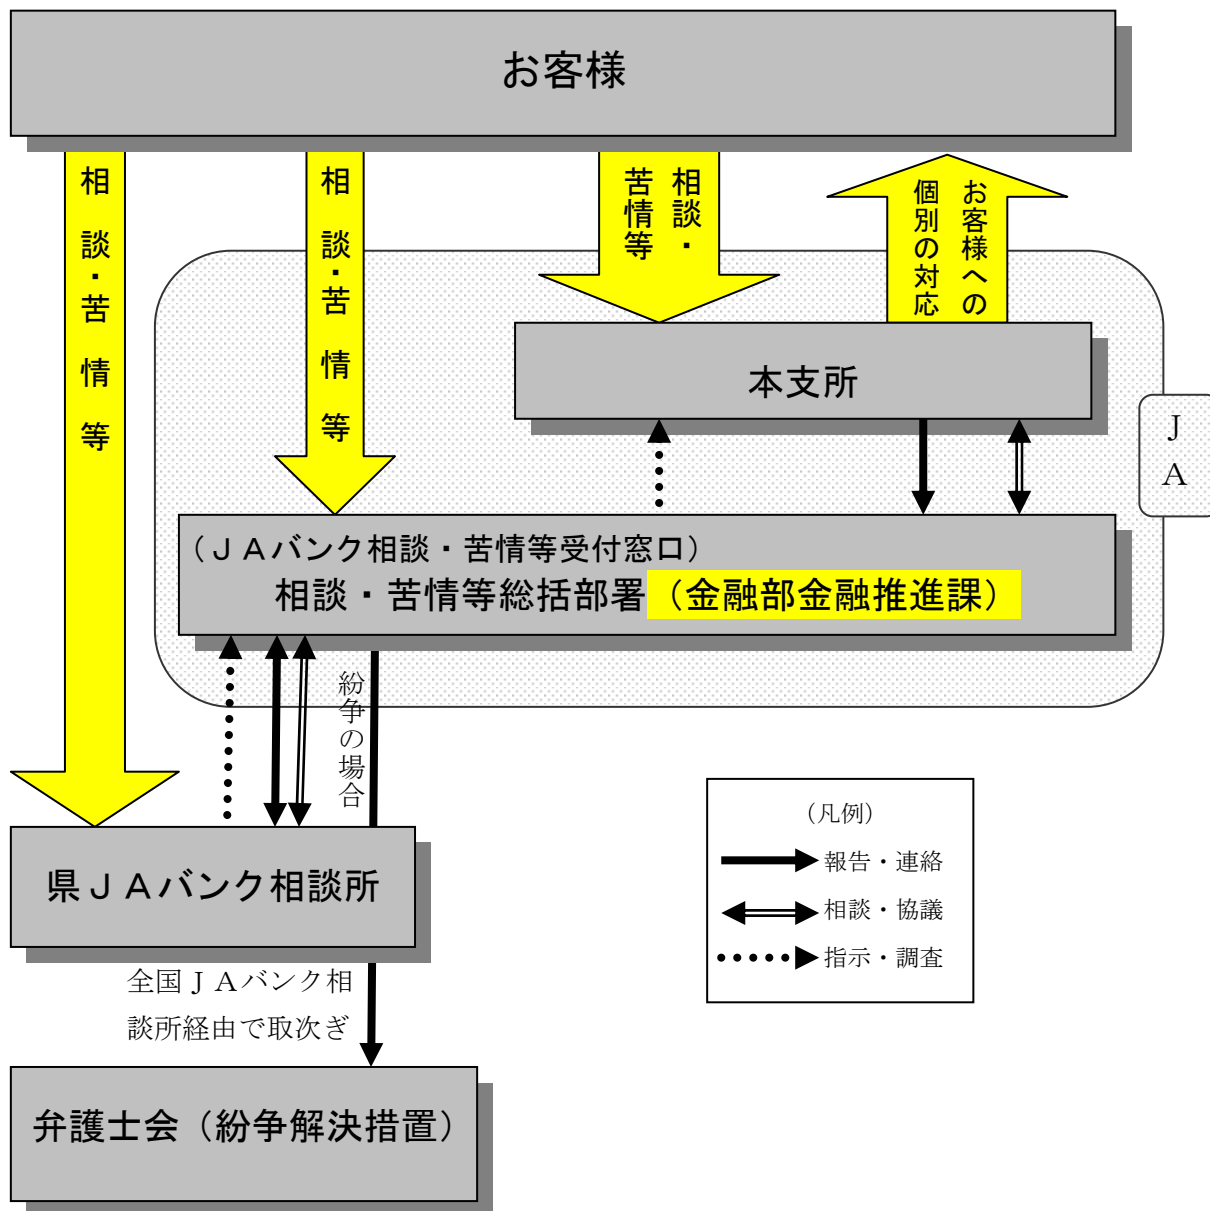 お客様
相談・苦情等
相談・苦情等
相談・
苦情等
お客様への
個別の対応
本支所
JA
（ＪＡバンク相談・苦情等受付窓口）
相談・苦情等総括部署（金融部金融推進課）
紛争の場合
県ＪＡバンク相談所
（凡例）
報告・連絡
相談・協議
指示・調査
全国ＪＡバンク相
談所経由で取次ぎ
弁護士会（紛争解決措置）